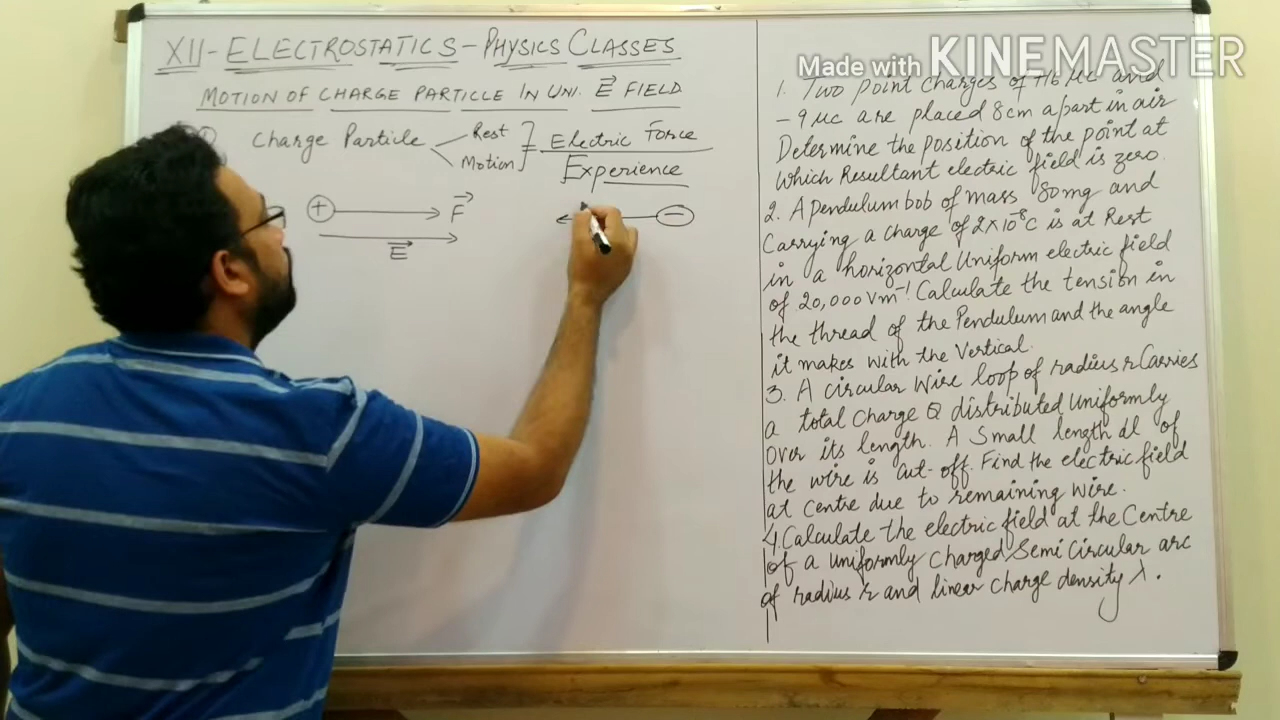 XII - ELECTROSTATICS - PHYSICS CLASSES
MOTION OF CHARGE PARTICLE IN UNI. E FIELD
Charge Particle
Rest
Motion
= Electric Force
Experience
+
F
E
−
Made with KINEMASTER
1. Two point charges of +16 μc and
- 9 μc are placed 8cm apart in air
Determine the position of the point at
which Resultant electric field is zero.
2. A pendulum bob of mass 80mg and
Carrying a charge of 2×10⁻⁸C is at Rest
in a horizontal Uniform electric field
of 20,000 Vm⁻¹. Calculate the tension in
the thread of the Pendulum and the angle
it makes with the Vertical.
3. A circular wire loop of radius r Carries
a total charge Q distributed uniformly
over its length. A Small length dl of
the wire is cut-off. Find the electric field
at centre due to remaining wire.
4. Calculate the electric field at the Centre
of a uniformly charged Semi Circular arc
of radius r and linear charge density λ.